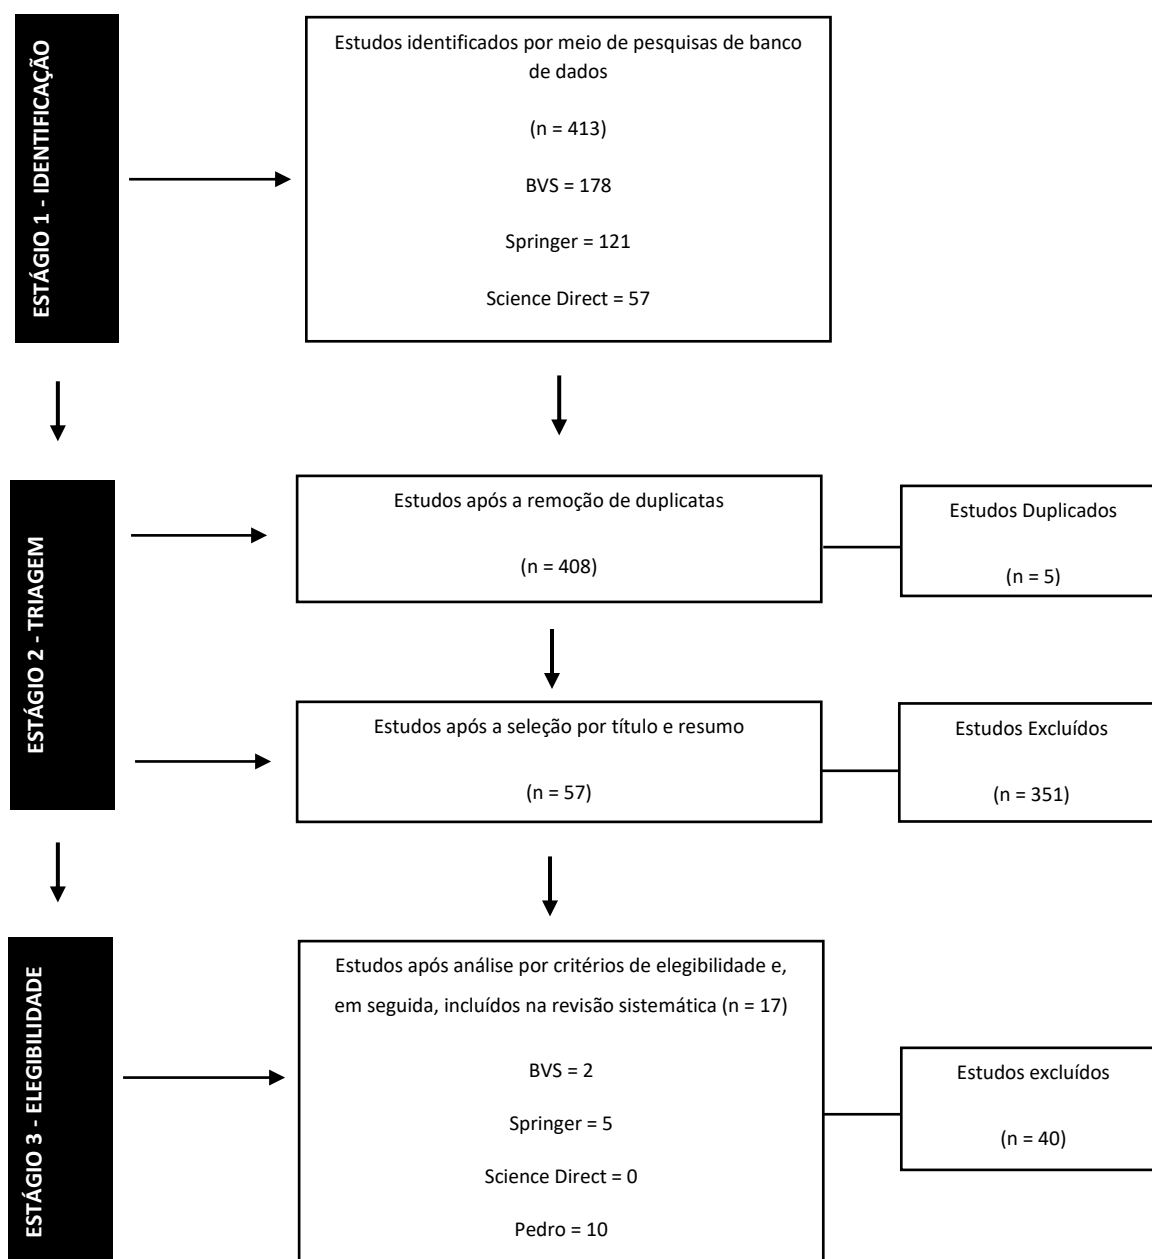 ESTÁGIO 1 - IDENTIFICAÇÃO
Estudos identificados por meio de pesquisas de banco
de dados
(n = 413)
BVS = 178
Springer = 121
Science Direct = 57
ESTÁGIO 2 - TRIAGEM
Estudos após a remoção de duplicatas
(n = 408)
Estudos Duplicados
(n = 5)
Estudos após a seleção por título e resumo
(n = 57)
Estudos Excluídos
(n = 351)
ESTÁGIO 3 - ELEGIBILIDADE
Estudos após análise por critérios de elegibilidade e,
em seguida, incluídos na revisão sistemática (n = 17)
BVS = 2
Springer = 5
Science Direct = 0
Pedro = 10
Estudos excluídos
(n = 40)